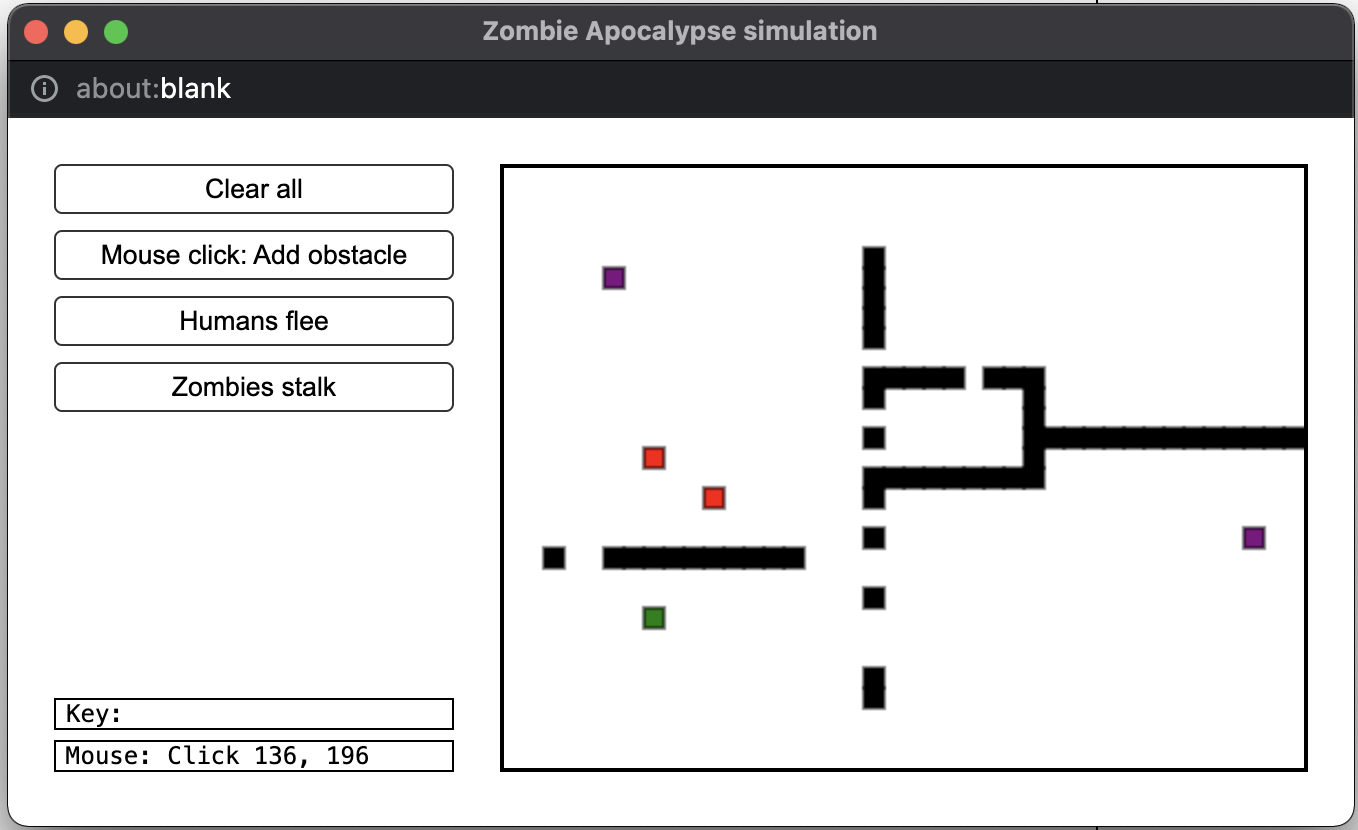 Zombie Apocalypse simulation
about:blank
Clear all
Mouse click: Add obstacle
Humans flee
Zombies stalk
Key:
Mouse: Click 136, 196